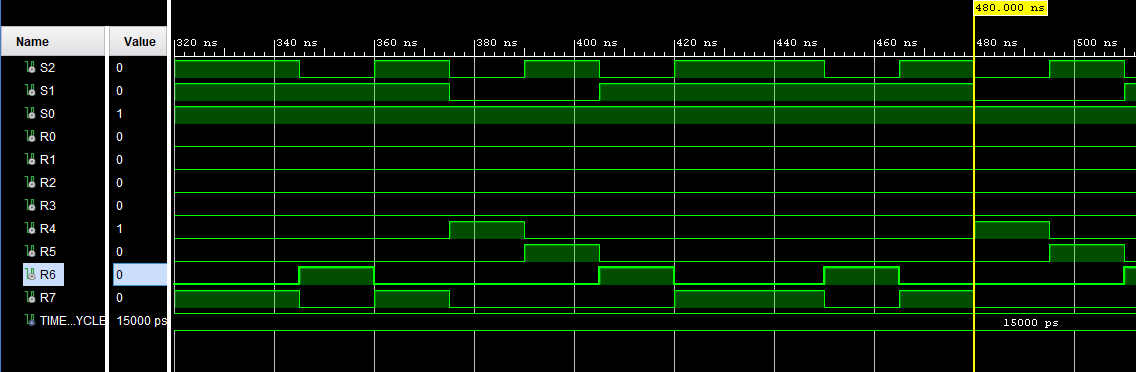 480.000 ns
Name Value 320 ns 340 ns 360 ns 380 ns 400 ns 420 ns 440 ns 460 ns 480 ns 500 ns
S2 0
S1 0
S0 1
R0 0
R1 0
R2 0
R3 0
R4 1
R5 0
R6 0
R7 0
TIME...YCLE 15000 ps 15000 ps